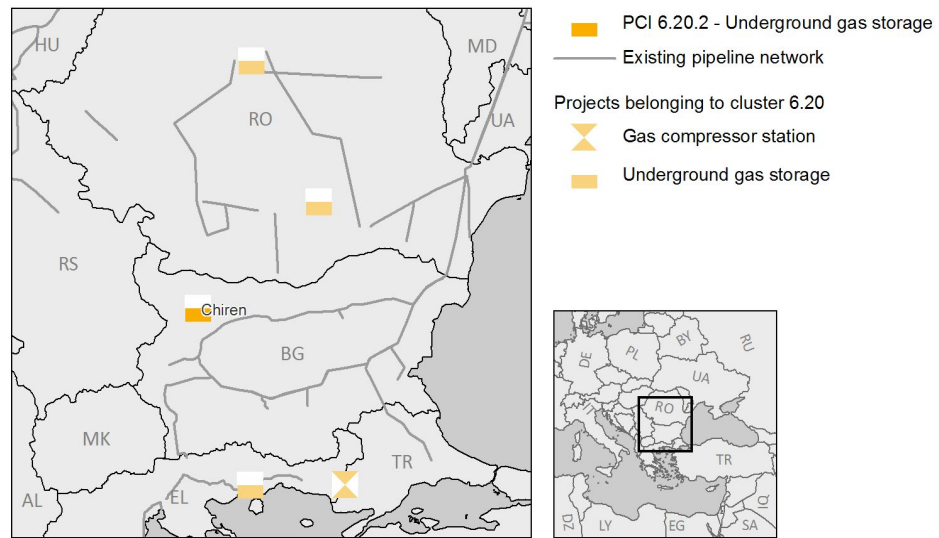 HU
MD
RO
UA
RS
Chiren
BG
MK
TR
AL
EL
PCI 6.20.2 - Underground gas storage
Existing pipeline network
Projects belonging to cluster 6.20
Gas compressor station
Underground gas storage
BY
RU
PL
DE
UA
RO
TR
IQ
DZ
LY
EG
SA
IT